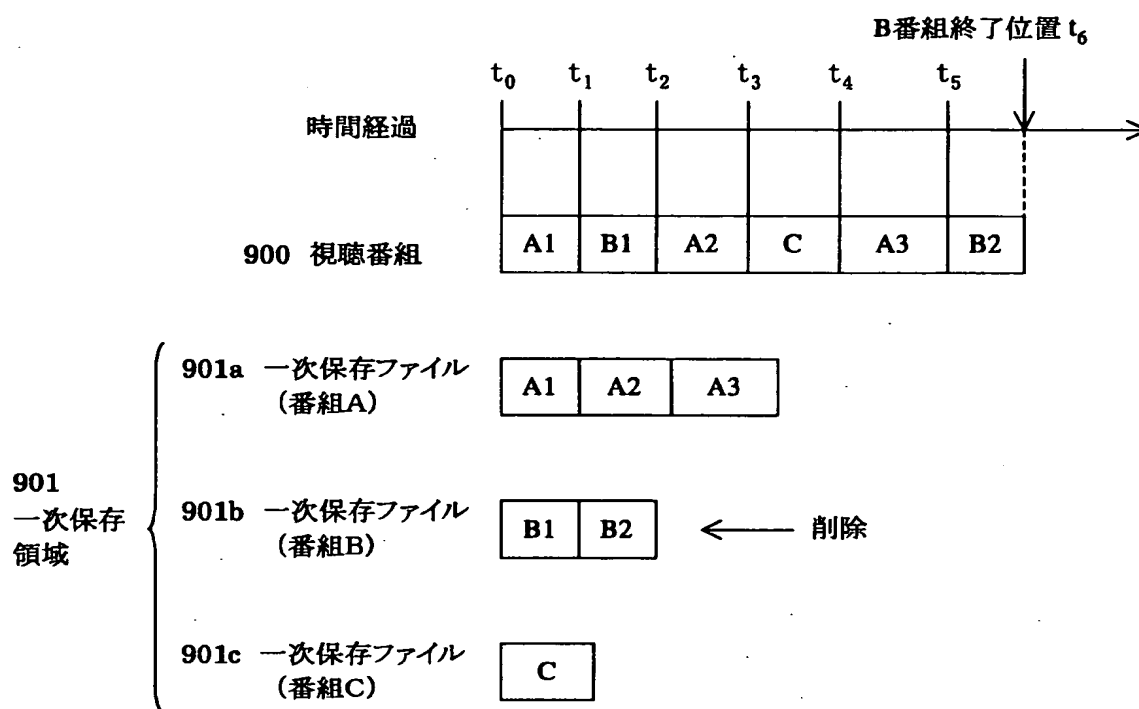 B番組終了位置 t₆
t₀ t₁ t₂ t₃ t₄ t₅
時間経過
900 視聴番組
A1 B1 A2 C A3 B2
901a 一次保存ファイル
(番組A)
A1 A2 A3
901
一次保存
領域
901b 一次保存ファイル
(番組B)
B1 B2
削除
901c 一次保存ファイル
(番組C)
C